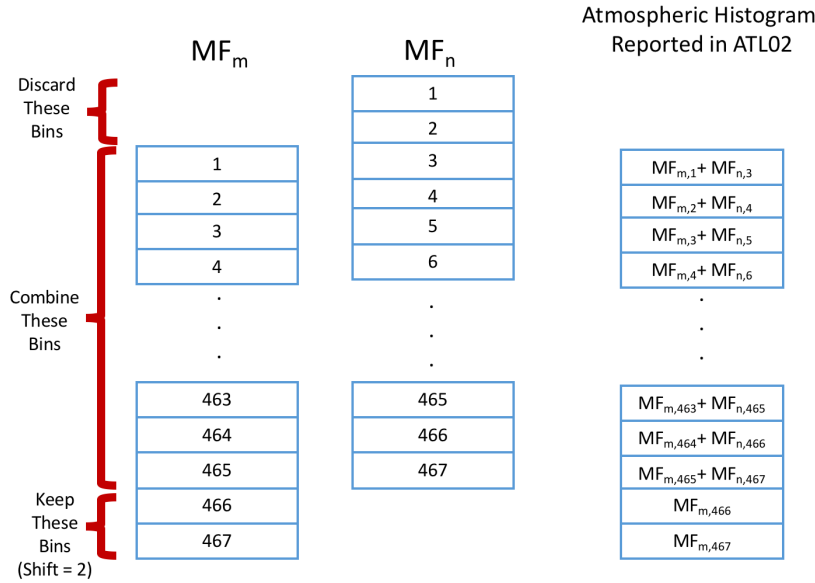 Atmospheric Histogram
Reported in ATL02
MFₘ
MFₙ
Discard
These
Bins
1
2
1
3
MFₘ,₁+ MFₙ,₃
2
4
MFₘ,₂+ MFₙ,₄
3
5
MFₘ,₃+ MFₙ,₅
4
6
MFₘ,₄+ MFₙ,₆
Combine
These
Bins
.
.
.
.
.
.
.
.
.
463
465
MFₘ,₄₆₃+ MFₙ,₄₆₅
464
466
MFₘ,₄₆₄+ MFₙ,₄₆₆
465
467
MFₘ,₄₆₅+ MFₙ,₄₆₇
Keep
These
Bins
(Shift = 2)
466
MFₘ,₄₆₆
467
MFₘ,₄₆₇